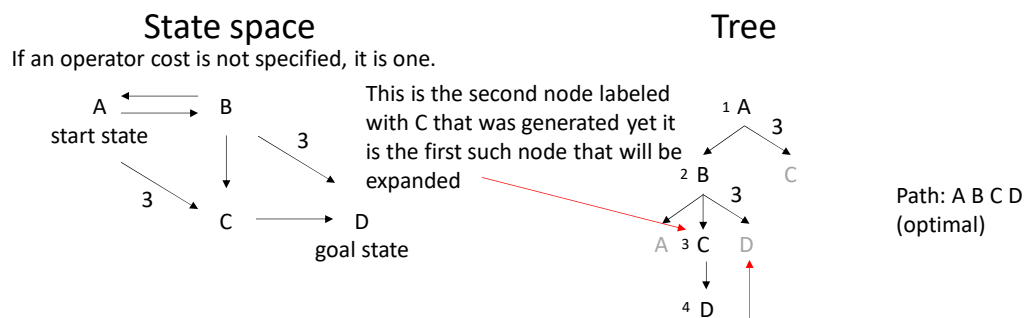 State space
Tree
If an operator cost is not specified, it is one.
A
B
start state
3
3
C
D
goal state
This is the second node labeled
with C that was generated yet it
is the first such node that will be
expanded
1 A
3
2 B
C
3
A
3 C
D
4 D
Path: A B C D
(optimal)